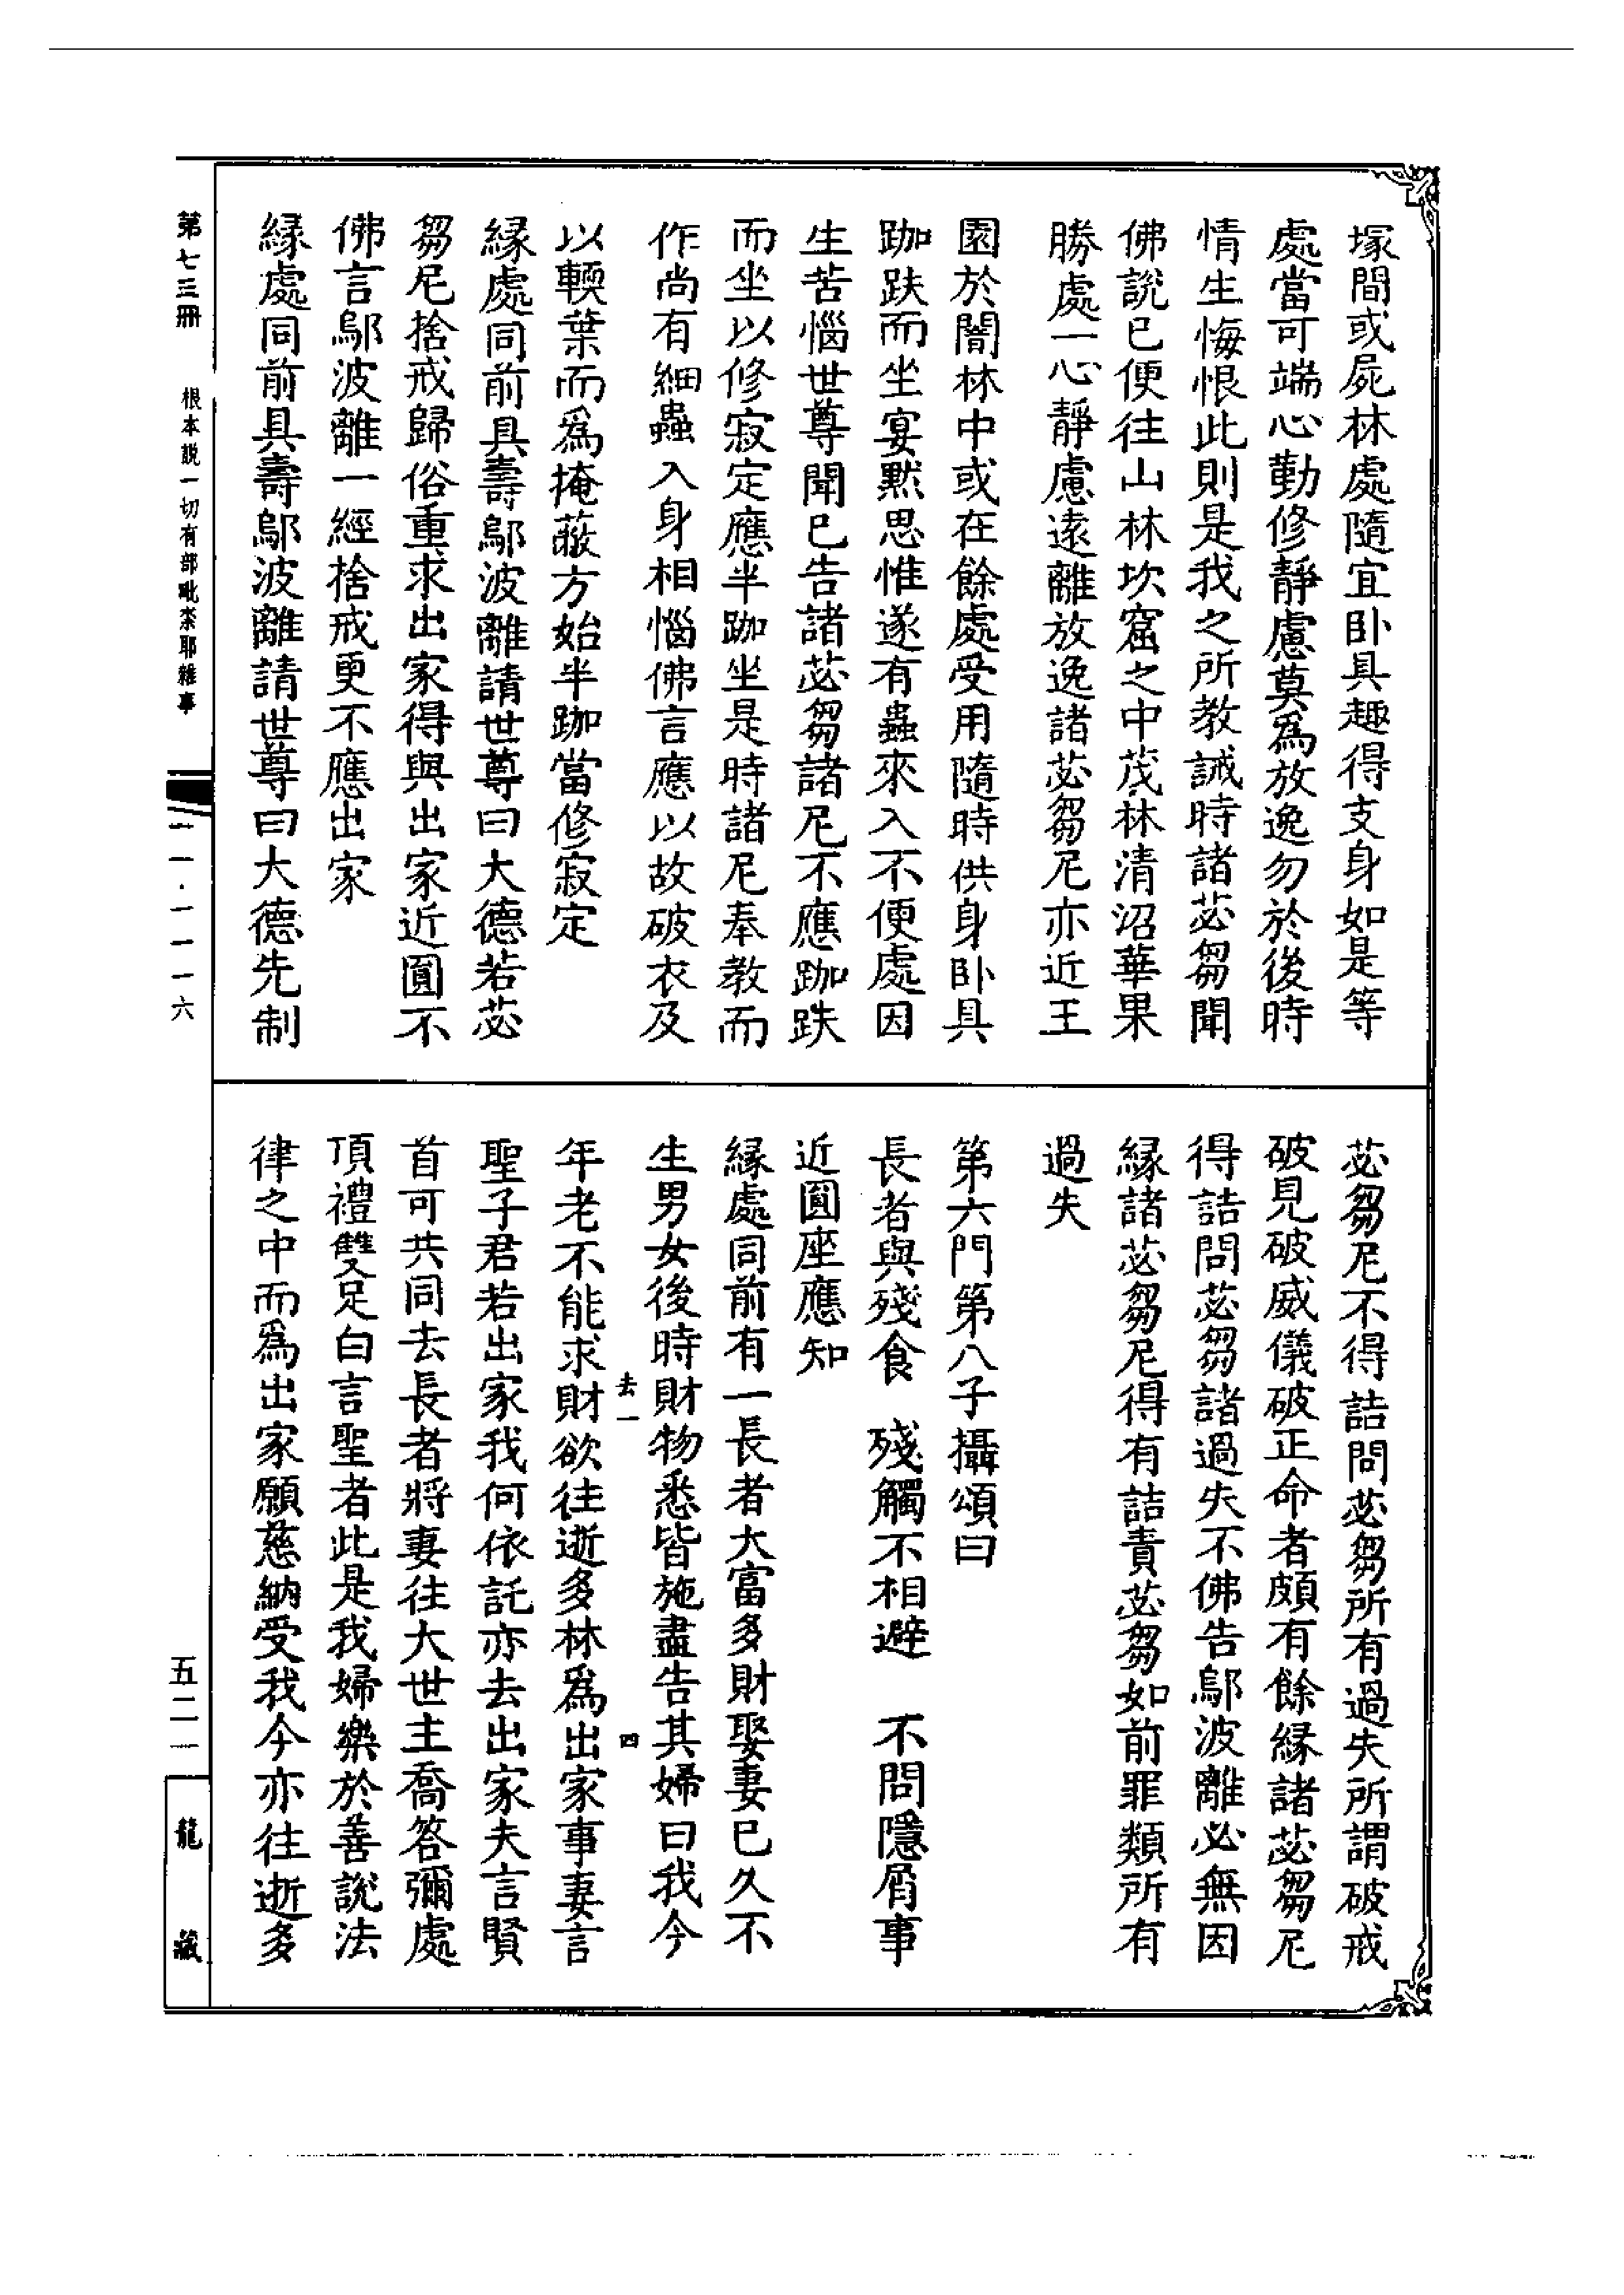 塚間或屍林處隨宜卧具趣得支身如是等
處當可端心勤修靜慮莫爲放逸勿於後時
情生悔恨此則是我之所教誡時諸苾芻聞
佛說已便往山林坎窟之中茂林清沼華果
勝處一心靜慮遠離放逸諸苾芻尼亦近王
園於闇林中或在餘處受用隨時供身卧具
跏趺而坐宴黙思惟遂有蟲來入不便處因
生苦惱世尊聞已告諸苾芻諸尼不應跏趺
而坐以修寂定應半跏坐是時諸尼奉教而
作尚有細蟲入身相惱佛言應以故破衣及
以輭葉而爲掩蔽方始半跏當修寂定
緣處同前具壽鄔波離請世尊曰大德若苾
芻尼捨戒歸俗重求出家得與出家近圓不
佛言鄔波離一經捨戒更不應出家
緣處同前具壽鄔波離請世尊曰大德先制
苾芻尼不得詰問苾芻所有過失所謂破戒
破見破威儀破正命者頗有餘緣諸苾芻尼
得詰問苾芻諸過失不佛告鄔波離必無因
緣諸苾芻尼得有詰責苾芻如前罪類所有
過失
第六門第八子攝頌曰
長者與殘食　殘觸不相避　不問隱屑事
近圓座應知
緣處同前有一長者大富多財娶妻已久不
生男女後時財物悉皆施盡告其婦曰我今
去一　四
年老不能求財欲往逝多林爲出家事妻言
聖子君若出家我何依託亦去出家夫言賢
首可共同去長者將妻往大世主喬答彌處
頂禮雙足白言聖者此是我婦樂於善說法
律之中而爲出家願慈納受我今亦往逝多
第七三冊　根本説一切有部毗柰耶雜事
一一·一一一六
五二一
龍藏